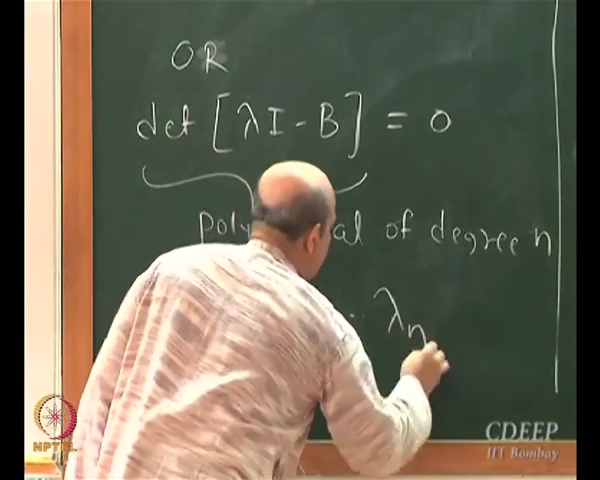 OR
det [λI - B] = 0
of degree n
λn
NPTEL
CDEEP
IIT Bombay